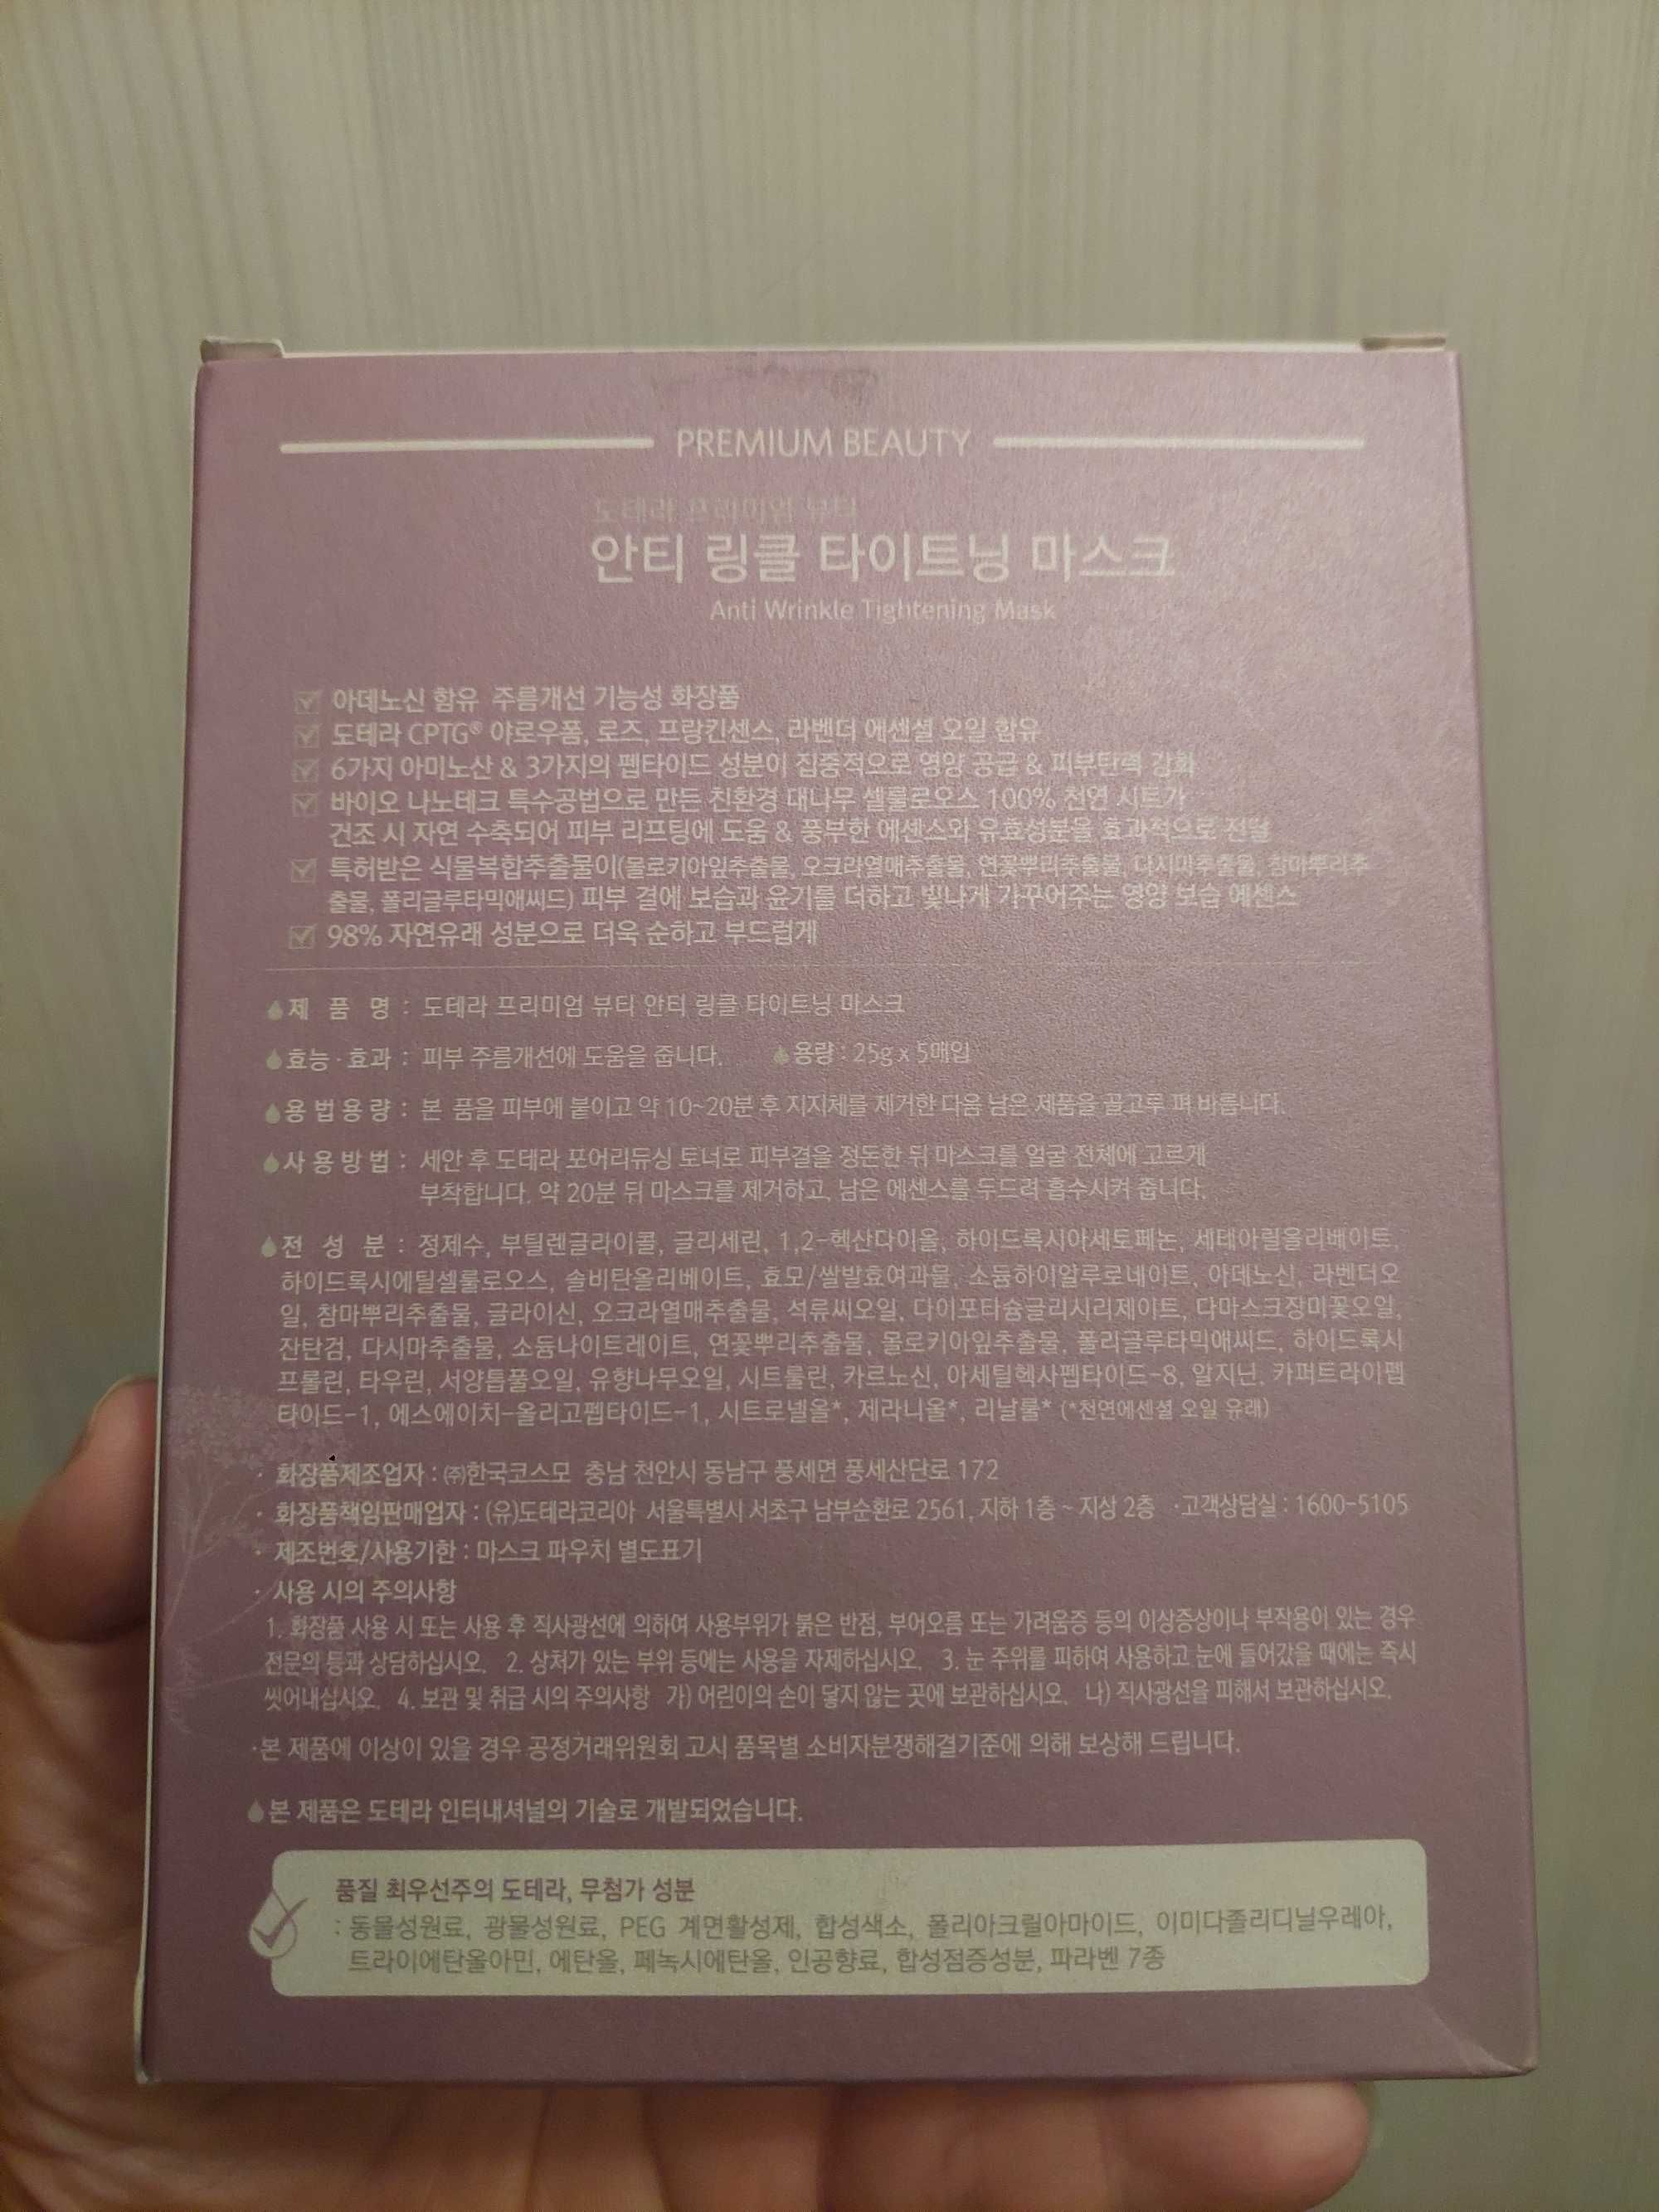 PREMIUM BEAUTY
도테라 프리미엄 뷰티
안티 링클 타이트닝 마스크
Anti Wrinkle Tightening Mask
아데노신 함유 주름개선 기능성 화장품
도테라 CPTG® 야로우폼, 로즈, 프랑킨센스, 라벤더 에센셜 오일 함유
6가지 아미노산 & 3가지의 펩타이드 성분이 집중적으로 영양 공급 & 피부탄력 강화
바이오 나노테크 특수공법으로 만든 친환경 대나무 셀룰로오스 100% 천연 시트가
건조 시 자연 수축되어 피부 리프팅에 도움 & 풍부한 에센스와 유효성분을 효과적으로 전달
특허받은 식물복합추출물이(몰로키아잎추출물, 오크라열매추출물, 연꽃뿌리추출물, 다시마추출물, 참마뿌리추
출물, 폴리글루타믹애씨드) 피부 결에 보습과 윤기를 더하고 빛나게 가꾸어주는 영양 보습 에센스
98% 자연유래 성분으로 더욱 순하고 부드럽게
제 품 명 : 도테라 프리미엄 뷰티 안티 링클 타이트닝 마스크
효능·효과 : 피부 주름개선에 도움을 줍니다. 용량 : 25g x 5매입
용법용량 : 본 품을 피부에 붙이고 약 10~20분 후 지지체를 제거한 다음 남은 제품을 골고루 펴 바릅니다.
사용방법 : 세안 후 도테라 포어리듀싱 토너로 피부결을 정돈한 뒤 마스크를 얼굴 전체에 고르게
부착합니다. 약 20분 뒤 마스크를 제거하고, 남은 에센스를 두드려 흡수시켜 줍니다.
전 성 분 : 정제수, 부틸렌글라이콜, 글리세린, 1,2-헥산다이올, 하이드록시아세토페논, 세테아릴올리베이트,
하이드록시에틸셀룰로오스, 솔비탄올리베이트, 효모/쌀발효여과물, 소듐하이알루로네이트, 아데노신, 라벤더오
일, 참마뿌리추출물, 글라이신, 오크라열매추출물, 석류씨오일, 다이포타슘글리시리제이트, 다마스크장미꽃오일,
잔탄검, 다시마추출물, 소듐나이트레이트, 연꽃뿌리추출물, 몰로키아잎추출물, 폴리글루타믹애씨드, 하이드록시
프롤린, 타우린, 서양톱풀오일, 유향나무오일, 시트룰린, 카르노신, 아세틸헥사펩타이드-8, 알지닌, 카퍼트라이펩
타이드-1, 에스에이치-올리고펩타이드-1, 시트로넬올*, 제라니올*, 리날룰* (*천연에센셜 오일 유래)
· 화장품제조업자 : ㈜한국코스모 충남 천안시 동남구 풍세면 풍세산단로 172
· 화장품책임판매업자 : (유)도테라코리아 서울특별시 서초구 남부순환로 2561, 지하 1층 ~ 지상 2층 ·고객상담실 : 1600-5105
· 제조번호/사용기한 : 마스크 파우치 별도표기
· 사용 시의 주의사항
1. 화장품 사용 시 또는 사용 후 직사광선에 의하여 사용부위가 붉은 반점, 부어오름 또는 가려움증 등의 이상증상이나 부작용이 있는 경우
전문의 등과 상담하십시오. 2. 상처가 있는 부위 등에는 사용을 자제하십시오. 3. 눈 주위를 피하여 사용하고 눈에 들어갔을 때에는 즉시
씻어내십시오. 4. 보관 및 취급 시의 주의사항 가) 어린이의 손이 닿지 않는 곳에 보관하십시오. 나) 직사광선을 피해서 보관하십시오.
·본 제품에 이상이 있을 경우 공정거래위원회 고시 품목별 소비자분쟁해결기준에 의해 보상해 드립니다.
본 제품은 도테라 인터내셔널의 기술로 개발되었습니다.
품질 최우선주의 도테라, 무첨가 성분
: 동물성원료, 광물성원료, PEG 계면활성제, 합성색소, 폴리아크릴아마이드, 이미다졸리디닐우레아,
트라이에탄올아민, 에탄올, 페녹시에탄올, 인공향료, 합성점증성분, 파라벤 7종